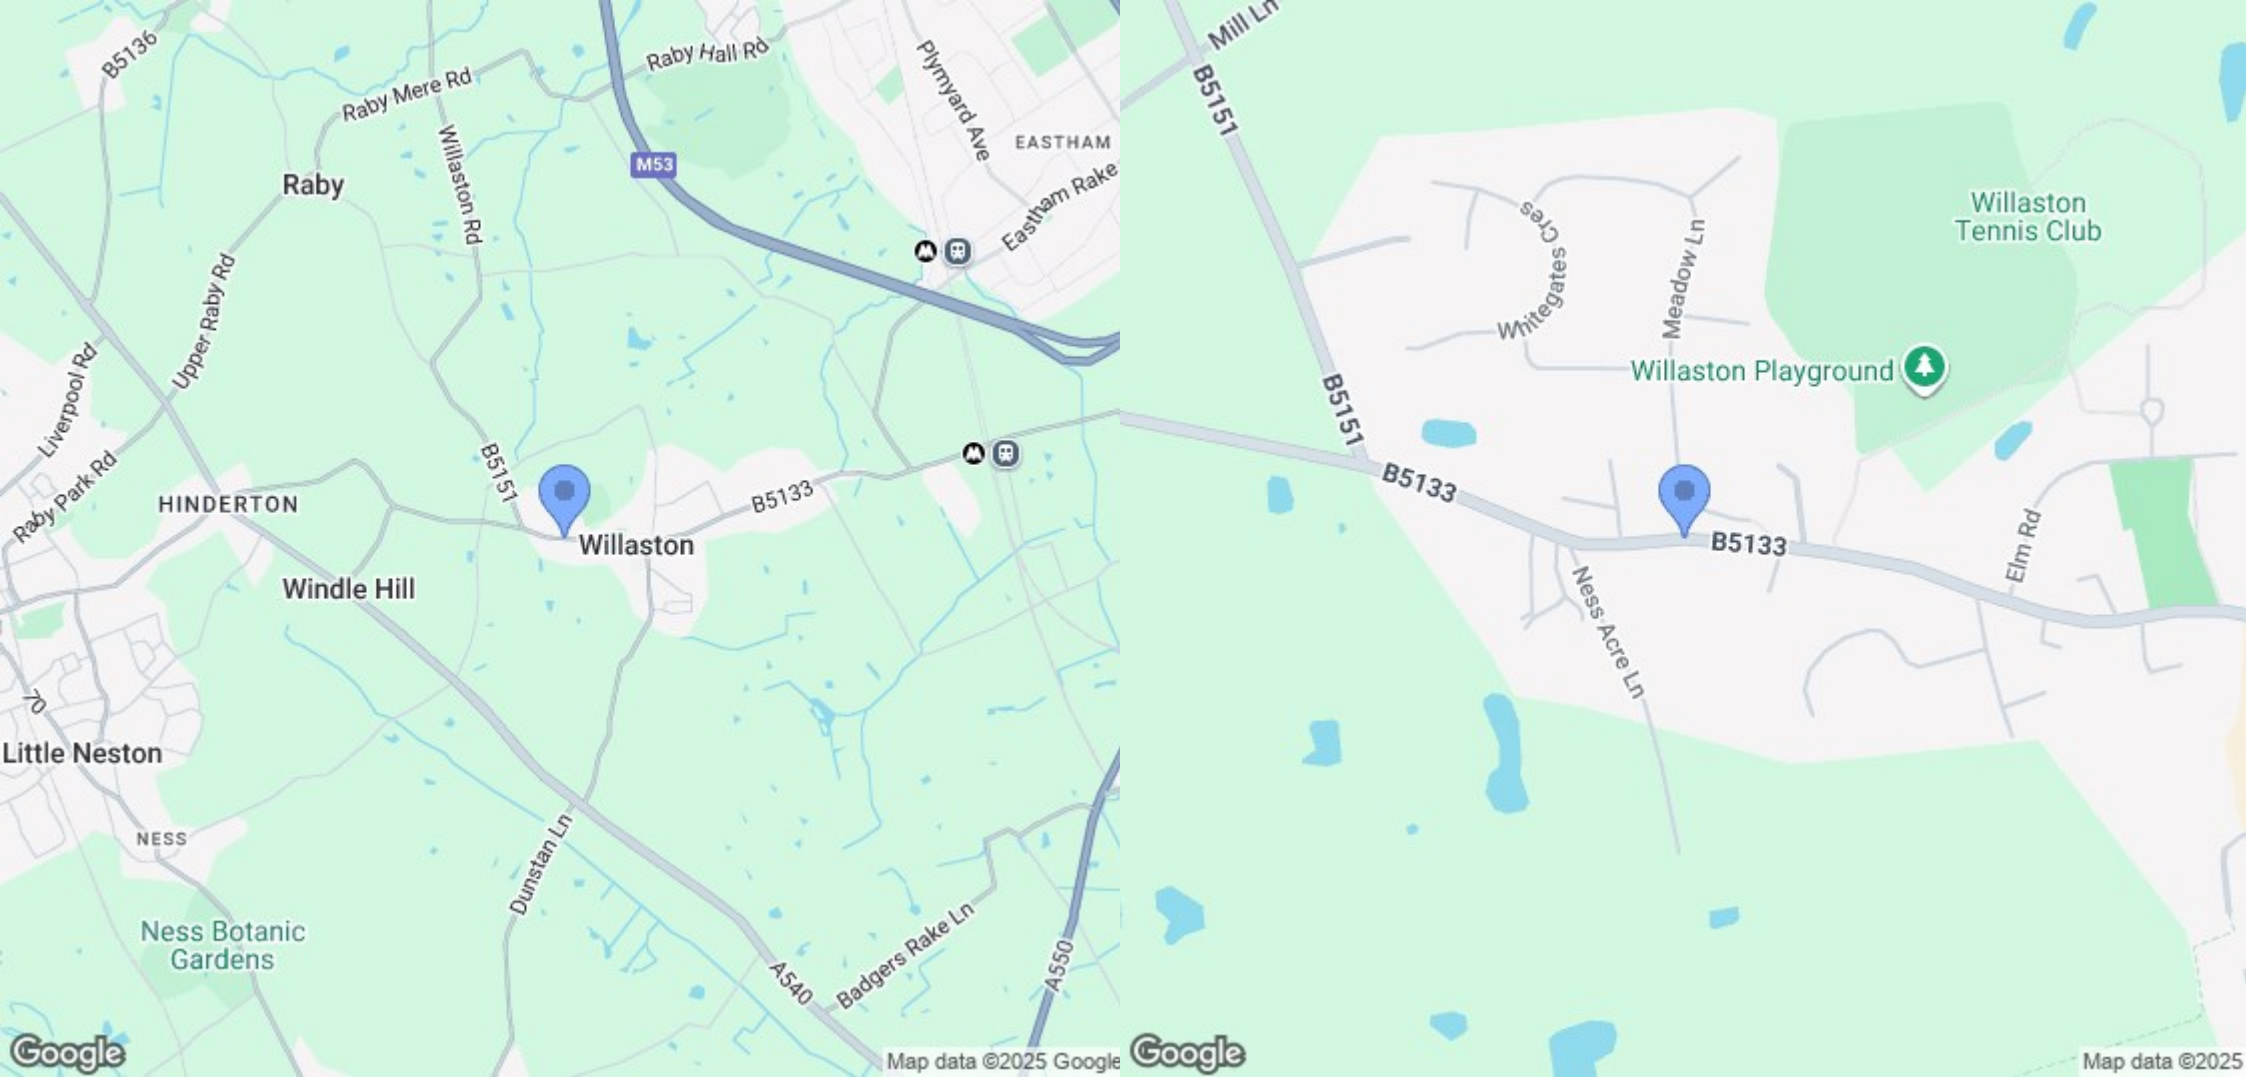 B5136
Raby Mere Rd
Raby Hall Rd
Plymyard Ave
EASTHAM
Willaston Rd
M53
Raby
Eastham Rake
Upper Raby Rd
Liverpool Rd
Raby Park Rd
B5151
HINDERTON
B5133
Willaston
Windle Hill
70
Little Neston
NESS
Dunstan Ln
Ness Botanic
Gardens
A540
Badgers Rake Ln
A550
Google
Map data ©2025 Google
Mill Ln
B5151
Willaston
Tennis Club
Whitegates Cres
Meadow Ln
Willaston Playground
B5151
B5133
B5133
Elm Rd
Ness Acre Ln
Google
Map data ©2025